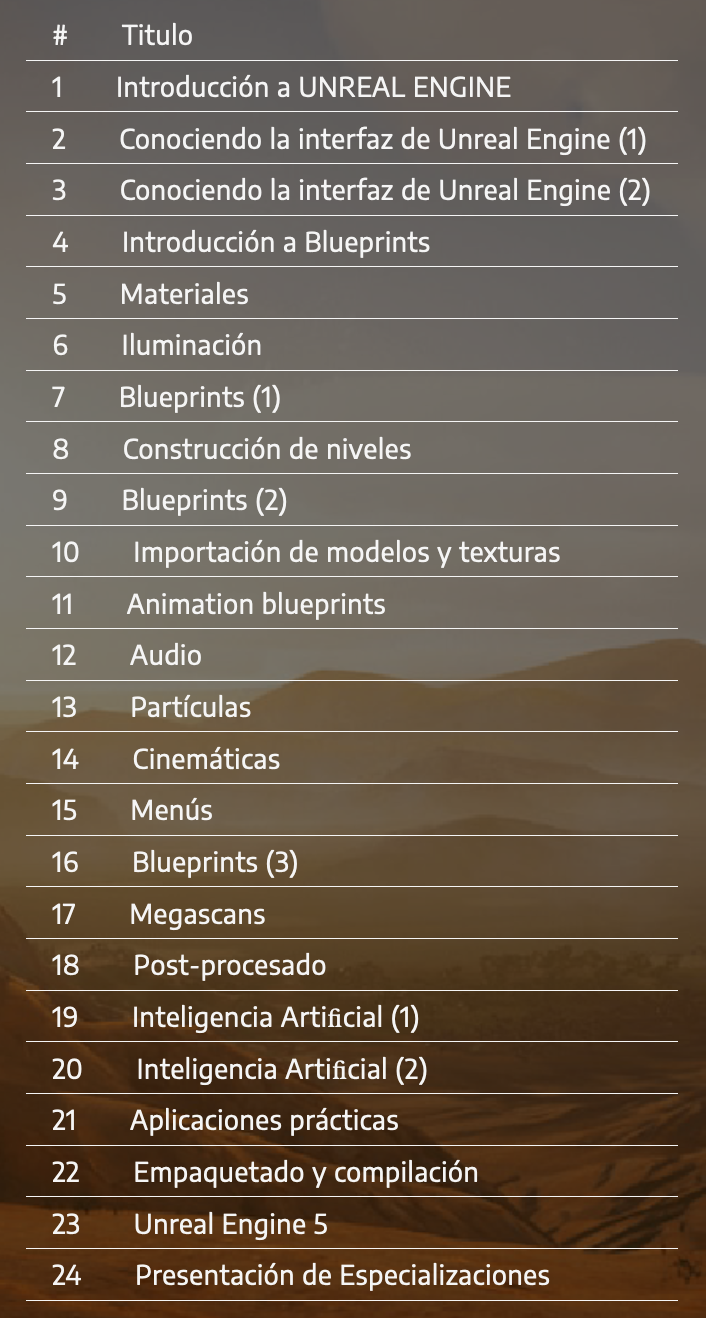 # Titulo
1 Introducción a UNREAL ENGINE
2 Conociendo la interfaz de Unreal Engine (1)
3 Conociendo la interfaz de Unreal Engine (2)
4 Introducción a Blueprints
5 Materiales
6 Iluminación
7 Blueprints (1)
8 Construcción de niveles
9 Blueprints (2)
10 Importación de modelos y texturas
11 Animation blueprints
12 Audio
13 Partículas
14 Cinemáticas
15 Menús
16 Blueprints (3)
17 Megascans
18 Post-procesado
19 Inteligencia Artificial (1)
20 Inteligencia Artificial (2)
21 Aplicaciones prácticas
22 Empaquetado y compilación
23 Unreal Engine 5
24 Presentación de Especializaciones